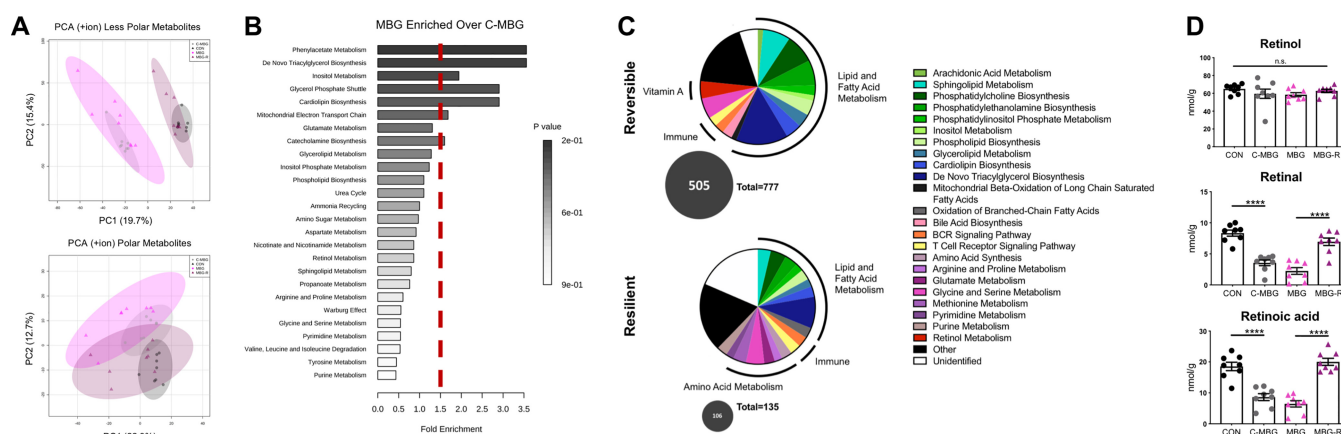 A
PCA (+ion) Less Polar Metabolites
C-MBG
CON
MBG
MBG-R
PC2 (15.4%)
PC1 (19.7%)
PCA (+ion) Polar Metabolites
C-MBG
CON
MBG
MBG-R
PC2 (12.7%)
B
MBG Enriched Over C-MBG
Phenylacetate Metabolism
De Novo Triacylglycerol Biosynthesis
Inositol Metabolism
Glycerol Phosphate Shuttle
Cardiolipin Biosynthesis
Mitochondrial Electron Transport Chain
Glutamate Metabolism
Catecholamine Biosynthesis
Glycerolipid Metabolism
Inositol Phosphate Metabolism
Phospholipid Biosynthesis
Urea Cycle
Ammonia Recycling
Amino Sugar Metabolism
Aspartate Metabolism
Nicotinate and Nicotinamide Metabolism
Retinol Metabolism
Sphingolipid Metabolism
Propanoate Metabolism
Arginine and Proline Metabolism
Warburg Effect
Glycine and Serine Metabolism
Pyrimidine Metabolism
Valine, Leucine and Isoleucine Degradation
Tyrosine Metabolism
Purine Metabolism
0.0 0.5 1.0 1.5 2.0 2.5 3.0 3.5
Fold Enrichment
P value
2e-01
6e-01
9e-01
C
Reversible
Lipid and
Fatty Acid
Metabolism
Vitamin A
Immune
505
Total=777
Resilient
Lipid and
Fatty Acid
Metabolism
Immune
Amino Acid Metabolism
106
Total=135
Arachidonic Acid Metabolism
Sphingolipid Metabolism
Phosphatidylcholine Biosynthesis
Phosphatidylethanolamine Biosynthesis
Phosphatidylinositol Phosphate Metabolism
Inositol Metabolism
Phospholipid Biosynthesis
Glycerolipid Metabolism
Cardiolipin Biosynthesis
De Novo Triacylglycerol Biosynthesis
Mitochondrial Beta-Oxidation of Long Chain Saturated
Fatty Acids
Oxidation of Branched-Chain Fatty Acids
Bile Acid Biosynthesis
BCR Signaling Pathway
T Cell Receptor Signaling Pathway
Amino Acid Synthesis
Arginine and Proline Metabolism
Glutamate Metabolism
Glycine and Serine Metabolism
Methionine Metabolism
Pyrimidine Metabolism
Purine Metabolism
Retinol Metabolism
Other
Unidentified
D
Retinol
n.s.
nmol/g
100
80
60
40
20
0
CON C-MBG MBG MBG-R
Retinal
**** ****
nmol/g
15
10
5
0
CON C-MBG MBG MBG-R
Retinoic acid
**** ****
nmol/g
30
20
10
0
CON C-MBG MBG MBG-R